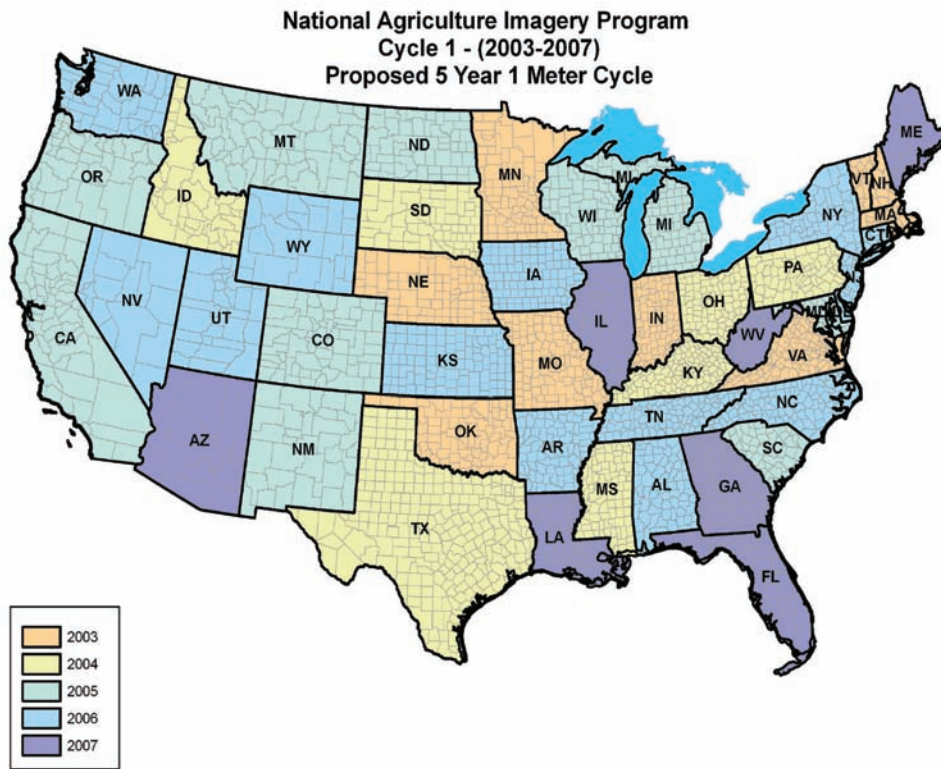 National Agriculture Imagery Program
Cycle 1 - (2003-2007)
Proposed 5 Year 1 Meter Cycle
WA
MT
ND
MN
ME
OR
ID
SD
WI
MI
MI
VT
NH
NY
MA
CT
WY
IA
PA
NE
NV
UT
CO
IL
IN
OH
WV
VA
CA
KS
MO
KY
AZ
NM
OK
AR
TN
NC
SC
TX
MS
AL
GA
LA
FL
2003
2004
2005
2006
2007